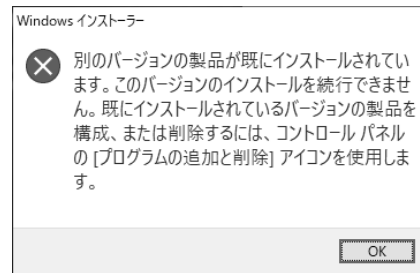 Windows インストーラー
別のバージョンの製品が既にインストールされてい
ます。このバージョンのインストールを続行できませ
ん。既にインストールされているバージョンの製品を
構成、または削除するには、コントロール パネル
の [プログラムの追加と削除] アイコンを使用しま
す。
OK